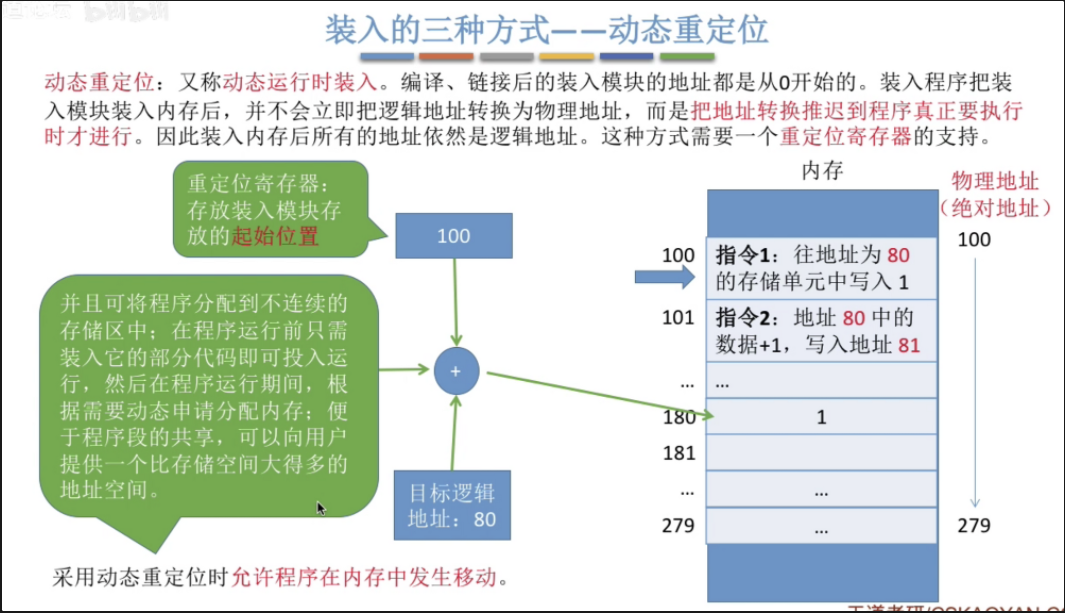 bilibili
装入的三种方式——动态重定位
动态重定位：又称动态运行时装入。编译、链接后的装入模块的地址都是从0开始的。装入程序把装
入模块装入内存后，并不会立即把逻辑地址转换为物理地址，而是把地址转换推迟到程序真正要执行
时才进行。因此装入内存后所有的地址依然是逻辑地址。这种方式需要一个重定位寄存器的支持。
重定位寄存器：
存放装入模块存
放的起始位置
100
并且可将程序分配到不连续的
存储区中；在程序运行前只需
装入它的部分代码即可投入运
行，然后在程序运行期间，根
据需要动态申请分配内存；便
于程序段的共享，可以向用户
提供一个比存储空间大得多的
地址空间。
+
目标逻辑
地址：80
采用动态重定位时允许程序在内存中发生移动。
内存
100
指令1：往地址为 80
的存储单元中写入 1
101
指令2：地址 80 中的
数据+1，写入地址 81
...
...
180
1
181
...
...
279
...
物理地址
（绝对地址）
100
279